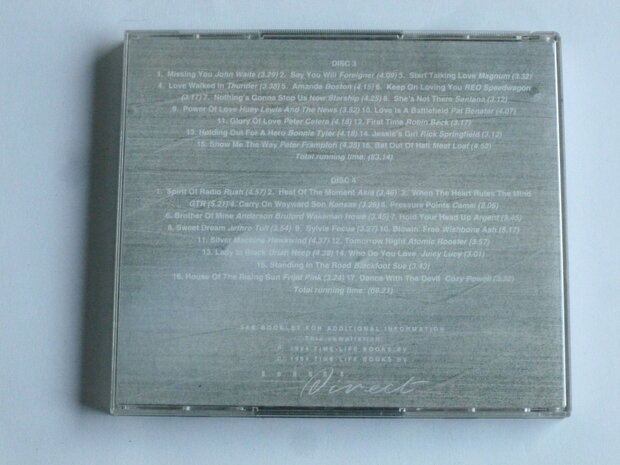 DISC 3
1. Missing You John Waite (3.29) 2. Say You Will Foreigner (4.09) 3. Start Talking Love Magnum (3.32)
4. Love Walked In Thunder (3.38) 5. Amanda Boston (4.15) 6. Keep On Loving You REO Speedwagon
(3.17) 7. Nothing's Gonna Stop Us Now Starship (4.25) 8. She's Not There Santana (3.12)
9. Power Of Love Huey Lewis And The News (3.52) 10. Love Is A Battlefield Pat Benatar (4.07)
11. Glory Of Love Peter Cetera (4.18) 12. First Time Robin Beck (3.17)
13. Holding Out For A Hero Bonnie Tyler (4.18) 14. Jessie's Girl Rick Springfield (3.12)
15. Show Me The Way Peter Frampton (4.35) 16. Bat Out Of Hell Meat Loaf (4.52)
Total running time: (63.14)
DISC 4
1. Spirit Of Radio Rush (4.57) 2. Heat Of The Moment Asia (3.46) 3. When The Heart Rules The Mind
GTR (5.21) 4. Carry On Wayward Son Kansas (3.26) 5. Pressure Points Camel (2.05)
6. Brother Of Mine Anderson Bruford Wakeman Howe (3.45) 7. Hold Your Head Up Argent (3.45)
8. Sweet Dream Jethro Tull (3.54) 9. Sylvia Focus (3.27) 10. Blowin' Free Wishbone Ash (5.17)
11. Silver Machine Hawkwind (4.37) 12. Tomorrow Night Atomic Rooster (3.57)
13. Lady In Black Uriah Heep (4.38) 14. Who Do You Love Juicy Lucy (3.01)
15. Standing In The Road Blackfoot Sue (3.43)
16. House Of The Rising Sun Frijid Pink (3.24) 17. Dance With The Devil Cozy Powell (3.32)
Total running time: (69.21)
SEE BOOKLET FOR ADDITIONAL INFORMATION
This compilation
P. 1994 TIME-LIFE BOOKS BV
C. 1994 TIME-LIFE BOOKS BV
Direct